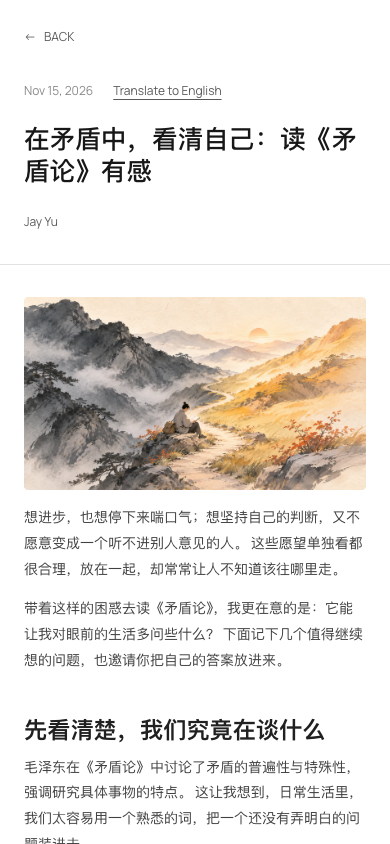 ← BACK
Nov 15, 2026 Translate to English
在矛盾中，看清自己：读《矛
盾论》有感
Jay Yu
想进步，也想停下来喘口气；想坚持自己的判断，又不
愿意变成一个听不进别人意见的人。这些愿望单独看都
很合理，放在一起，却常常让人不知道该往哪里走。
带着这样的困惑去读《矛盾论》，我更在意的是：它能
让我对眼前的生活多问些什么？下面记下几个值得继续
想的问题，也邀请你把自己的答案放进来。
先看清楚，我们究竟在谈什么
毛泽东在《矛盾论》中讨论了矛盾的普遍性与特殊性，
强调研究具体事物的特点。这让我想到，日常生活里，
我们太容易用一个熟悉的词，把一个还没有弄明白的问
题装进去